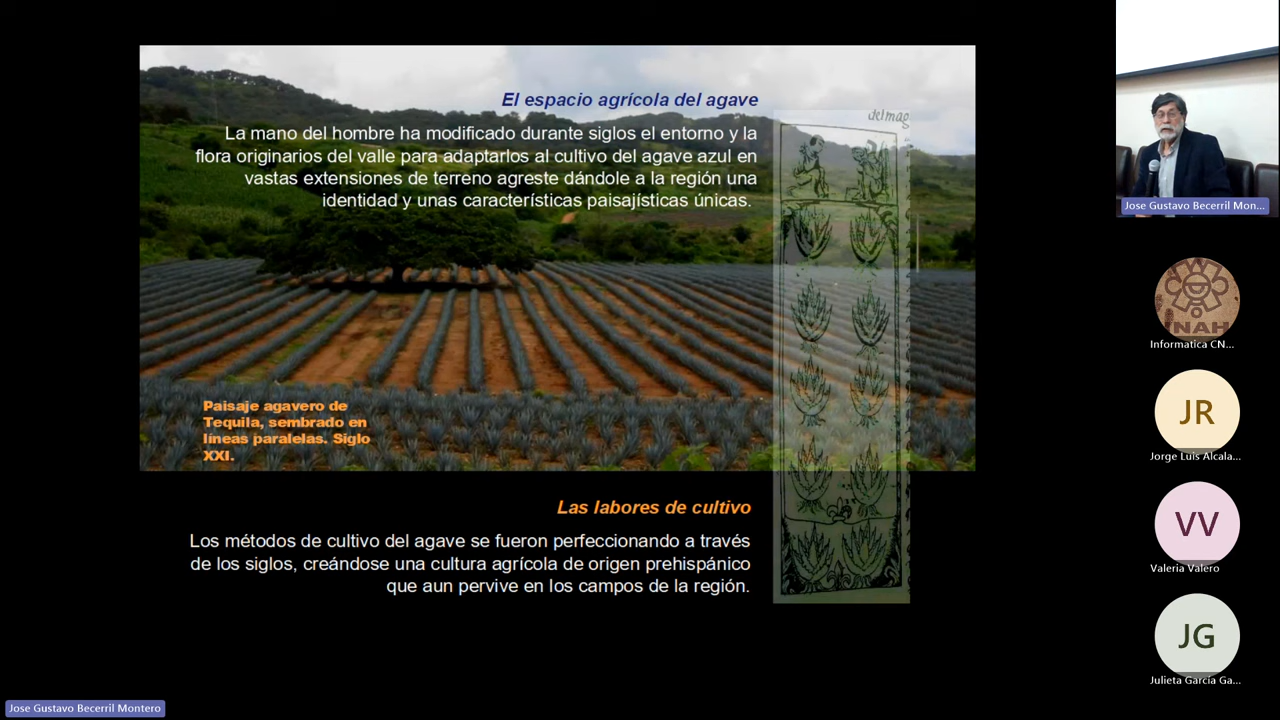 El espacio agrícola del agave
La mano del hombre ha modificado durante siglos el entorno y la
flora originarios del valle para adaptarlos al cultivo del agave azul en
vastas extensiones de terreno agreste dándole a la región una
identidad y unas características paisajísticas únicas.
delmag
Paisaje agavero de
Tequila, sembrado en
líneas paralelas. Siglo
XXI.
Las labores de cultivo
Los métodos de cultivo del agave se fueron perfeccionando a través
de los siglos, creándose una cultura agrícola de origen prehispánico
que aun pervive en los campos de la región.
Jose Gustavo Becerril Mon...
INAH
Informatica CN...
JR
Jorge Luis Alcala...
VV
Valeria Valero
JG
Julieta García Ga...
Jose Gustavo Becerril Montero